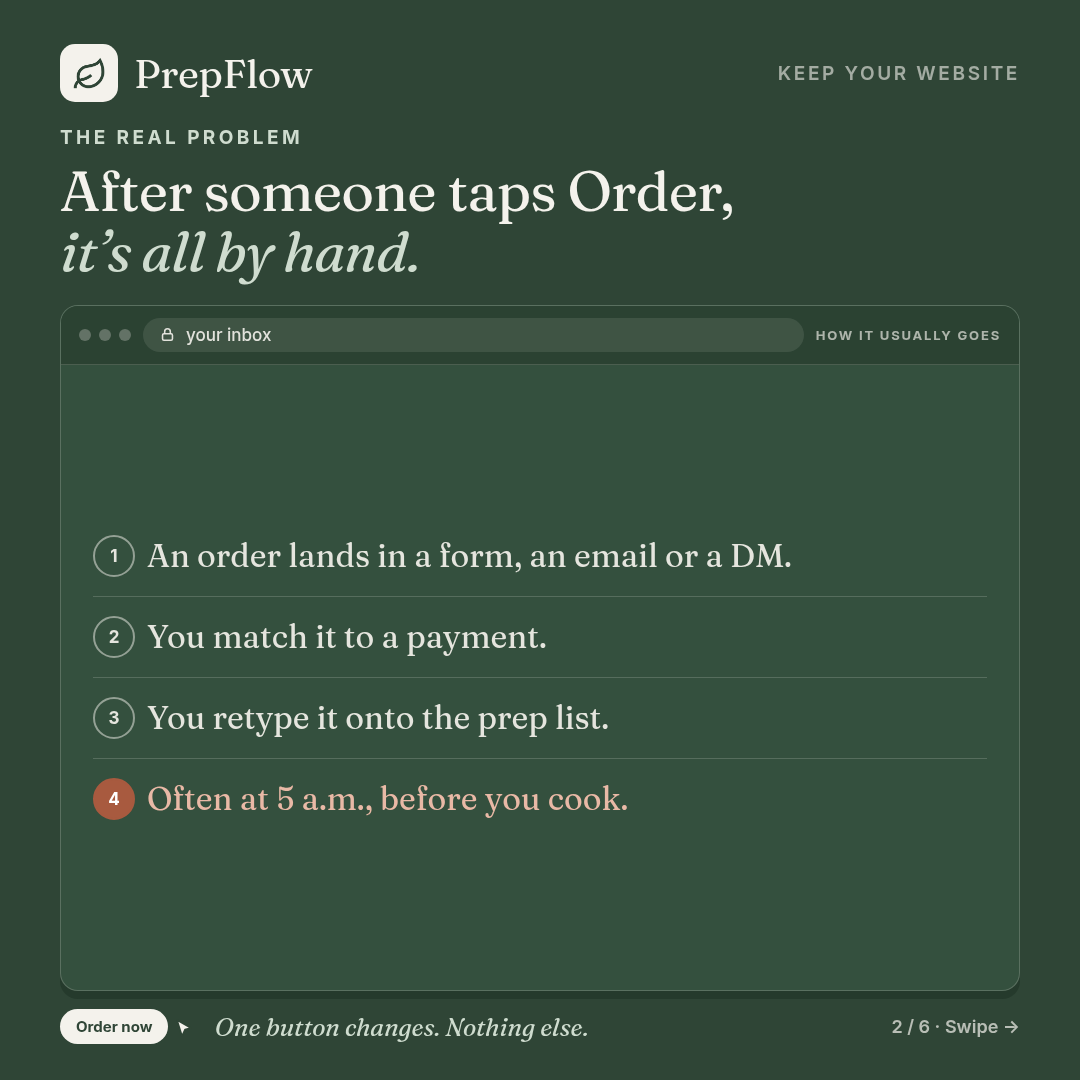 PrepFlow
KEEP YOUR WEBSITE
THE REAL PROBLEM
After someone taps Order,
it’s all by hand.
your inbox
HOW IT USUALLY GOES
1 An order lands in a form, an email or a DM.
2 You match it to a payment.
3 You retype it onto the prep list.
4 Often at 5 a.m., before you cook.
Order now
One button changes. Nothing else.
2 / 6 · Swipe →